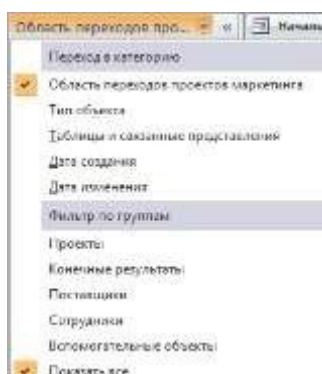 Область переходов про... «
Переход в категорию
Область переходов проектов маркетинга
Тип объекта
Таблицы и связанные представления
Дата создания
Дата изменения
Фильтр по группам
Проекты
Конечные результаты
Поставщики
Сотрудники
Вспомогательные объекты
Показать все